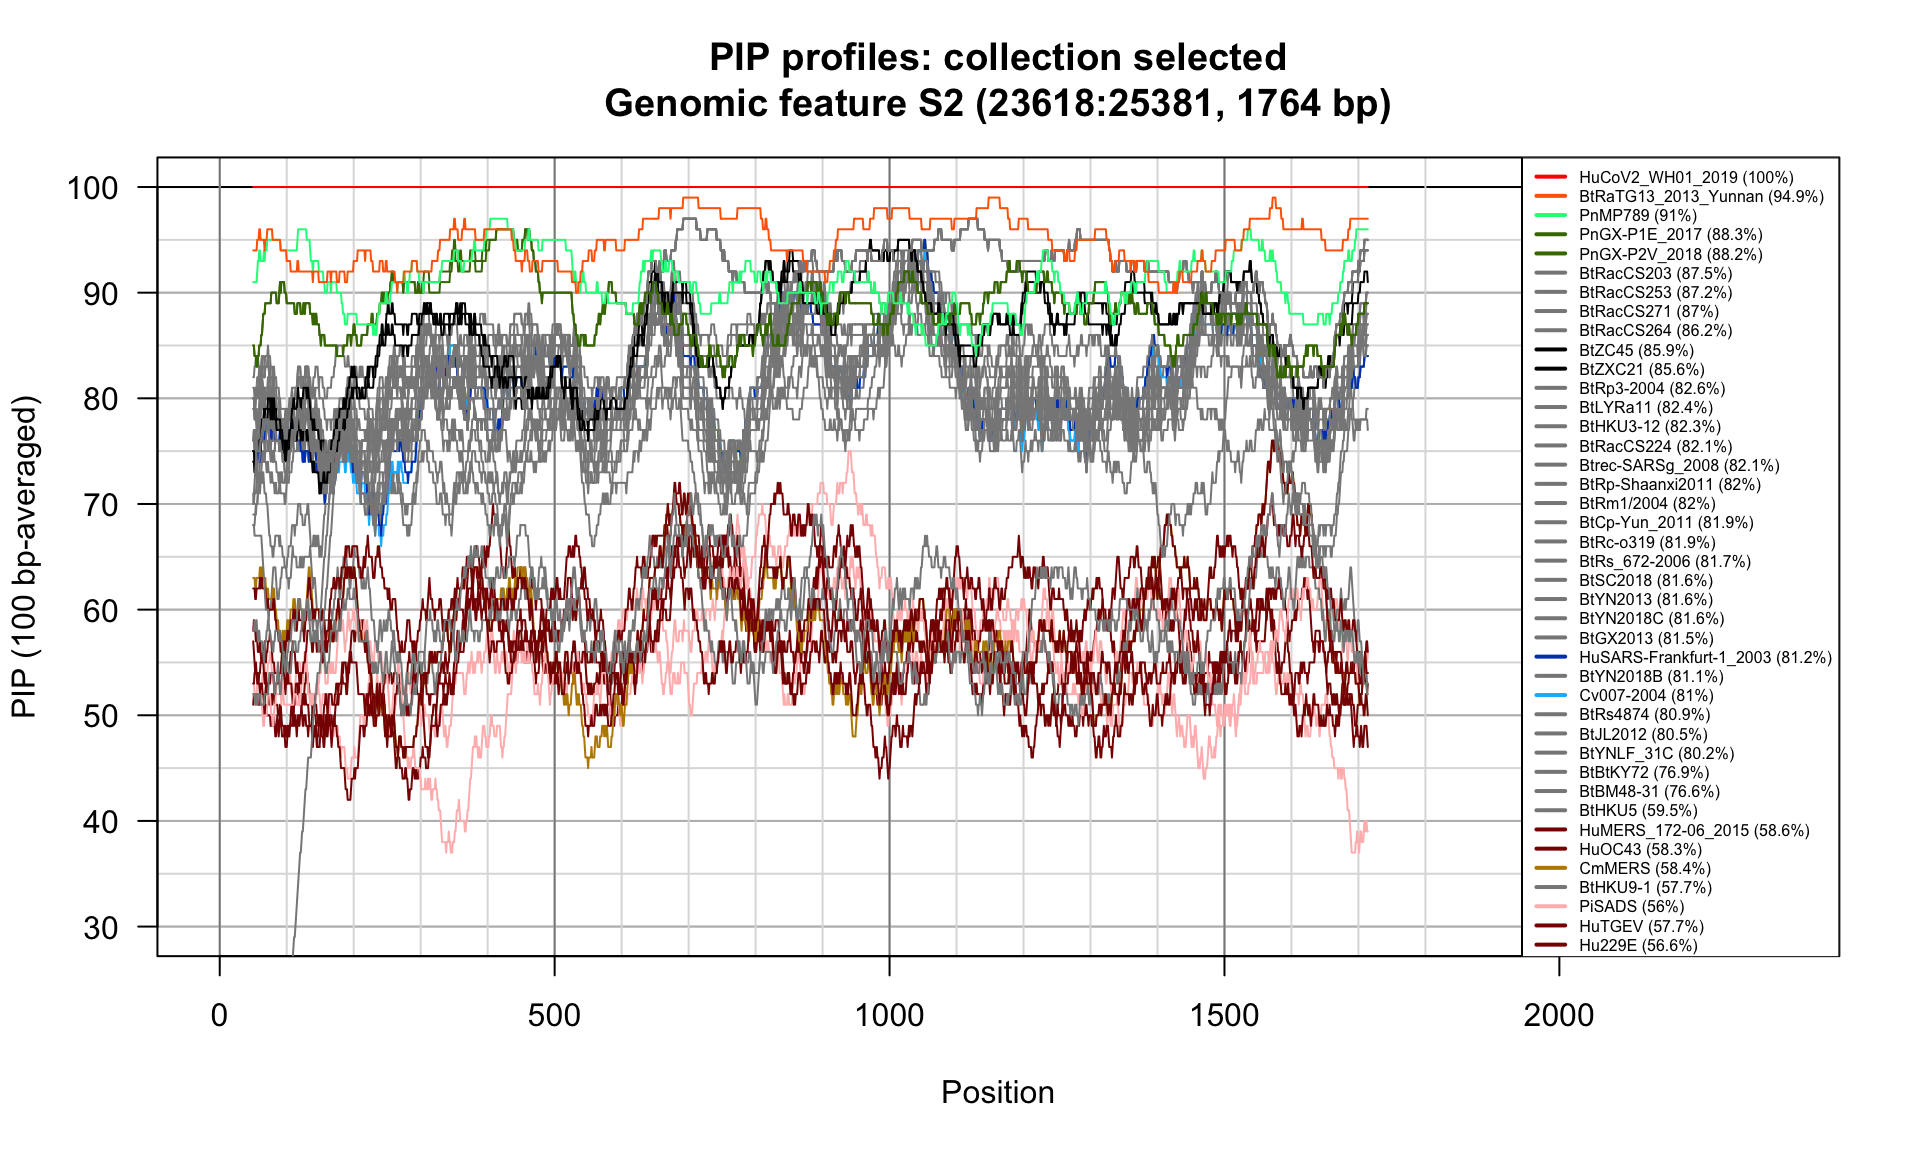 PIP profiles: collection selected
Genomic feature S2 (23618:25381, 1764 bp)
PIP (100 bp-averaged)
100
90
80
70
60
50
40
30
0
500
1000
1500
2000
Position
HuCoV2_WH01_2019 (100%)
BtRaTG13_2013_Yunnan (94.9%)
PnMP789 (91%)
PnGX-P1E_2017 (88.3%)
PnGX-P2V_2018 (88.2%)
BtRacCS203 (87.5%)
BtRacCS253 (87.2%)
BtRacCS271 (87%)
BtRacCS264 (86.2%)
BtZC45 (85.9%)
BtZXC21 (85.6%)
BtRp3-2004 (82.6%)
BtLYRa11 (82.4%)
BtHKU3-12 (82.3%)
BtRacCS224 (82.1%)
Btrec-SARSg_2008 (82.1%)
BtRp-Shaanxi2011 (82%)
BtRm1/2004 (82%)
BtCp-Yun_2011 (81.9%)
BtRc-o319 (81.9%)
BtRs_672-2006 (81.7%)
BtSC2018 (81.6%)
BtYN2013 (81.6%)
BtYN2018C (81.6%)
BtGX2013 (81.5%)
HuSARS-Frankfurt-1_2003 (81.2%)
BtYN2018B (81.1%)
Cv007-2004 (81%)
BtRs4874 (80.9%)
BtJL2012 (80.5%)
BtYNLF_31C (80.2%)
BtBtKY72 (76.9%)
BtBM48-31 (76.6%)
BtHKU5 (59.5%)
HuMERS_172-06_2015 (58.6%)
HuOC43 (58.3%)
CmMERS (58.4%)
BtHKU9-1 (57.7%)
PiSADS (56%)
HuTGEV (57.7%)
Hu229E (56.6%)